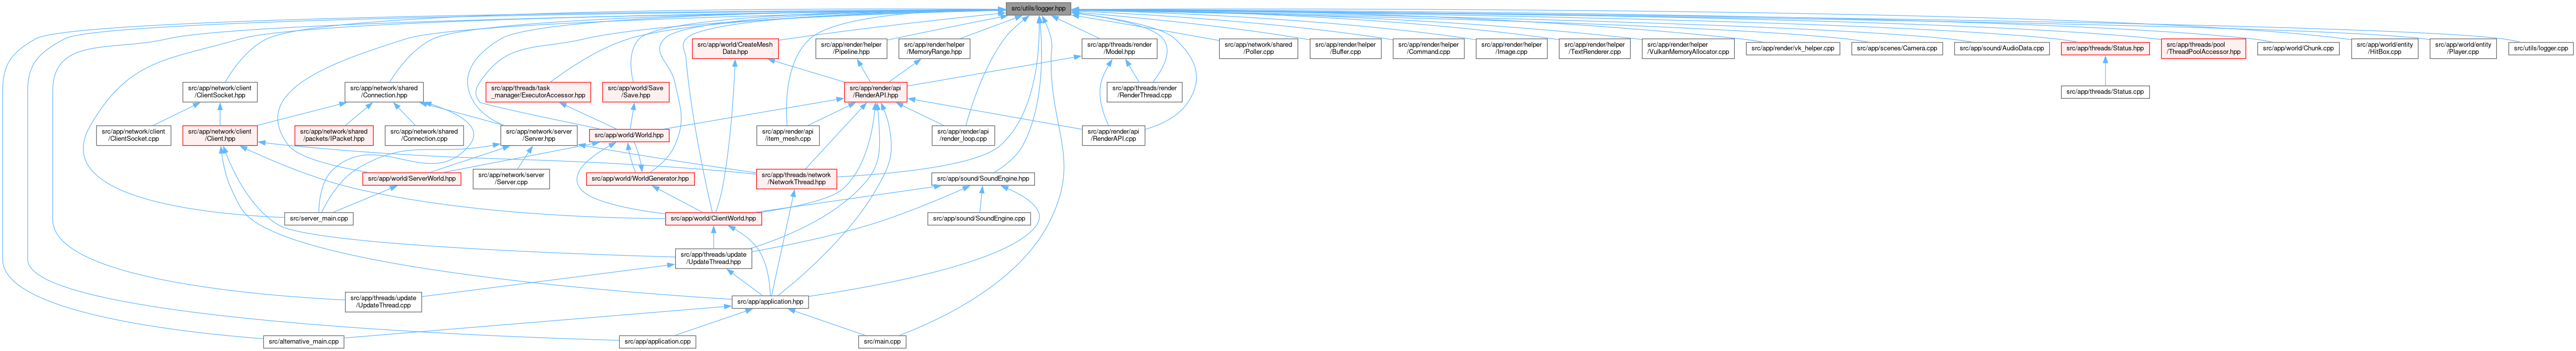 src/utils/logger.hpp
src/app/world/CreateMesh
Data.hpp
src/app/render/helper
/Pipeline.hpp
src/app/render/helper
/MemoryRange.hpp
src/app/threads/render
/Model.hpp
src/app/network/shared
/Poller.cpp
src/app/render/helper
/Buffer.cpp
src/app/render/helper
/Command.cpp
src/app/render/helper
/Image.cpp
src/app/render/helper
/TextRenderer.cpp
src/app/render/helper
/VulkanMemoryAllocator.cpp
src/app/render/vk_helper.cpp
src/app/scenes/Camera.cpp
src/app/sound/AudioData.cpp
src/app/threads/Status.hpp
src/app/threads/pool
/ThreadPoolAccessor.hpp
src/app/world/Chunk.cpp
src/app/world/entity
/HitBox.cpp
src/app/world/entity
/Player.cpp
src/utils/logger.cpp
src/app/network/client
/ClientSocket.hpp
src/app/network/shared
/Connection.hpp
src/app/threads/task
_manager/ExecutorAccessor.hpp
src/app/world/Save
/Save.hpp
src/app/render/api
/RenderAPI.hpp
src/app/threads/render
/RenderThread.cpp
src/app/threads/Status.cpp
src/app/network/client
/ClientSocket.cpp
src/app/network/client
/Client.hpp
src/app/network/shared
/packets/IPacket.hpp
src/app/network/shared
/Connection.cpp
src/app/network/server
/Server.hpp
src/app/world/World.hpp
src/app/render/api
/item_mesh.cpp
src/app/render/api
/render_loop.cpp
src/app/render/api
/RenderAPI.cpp
src/app/world/ServerWorld.hpp
src/app/network/server
/Server.cpp
src/app/world/WorldGenerator.hpp
src/app/threads/network
/NetworkThread.hpp
src/app/sound/SoundEngine.hpp
src/server_main.cpp
src/app/world/ClientWorld.hpp
src/app/sound/SoundEngine.cpp
src/app/threads/update
/UpdateThread.hpp
src/app/threads/update
/UpdateThread.cpp
src/app/application.hpp
src/alternative_main.cpp
src/app/application.cpp
src/main.cpp